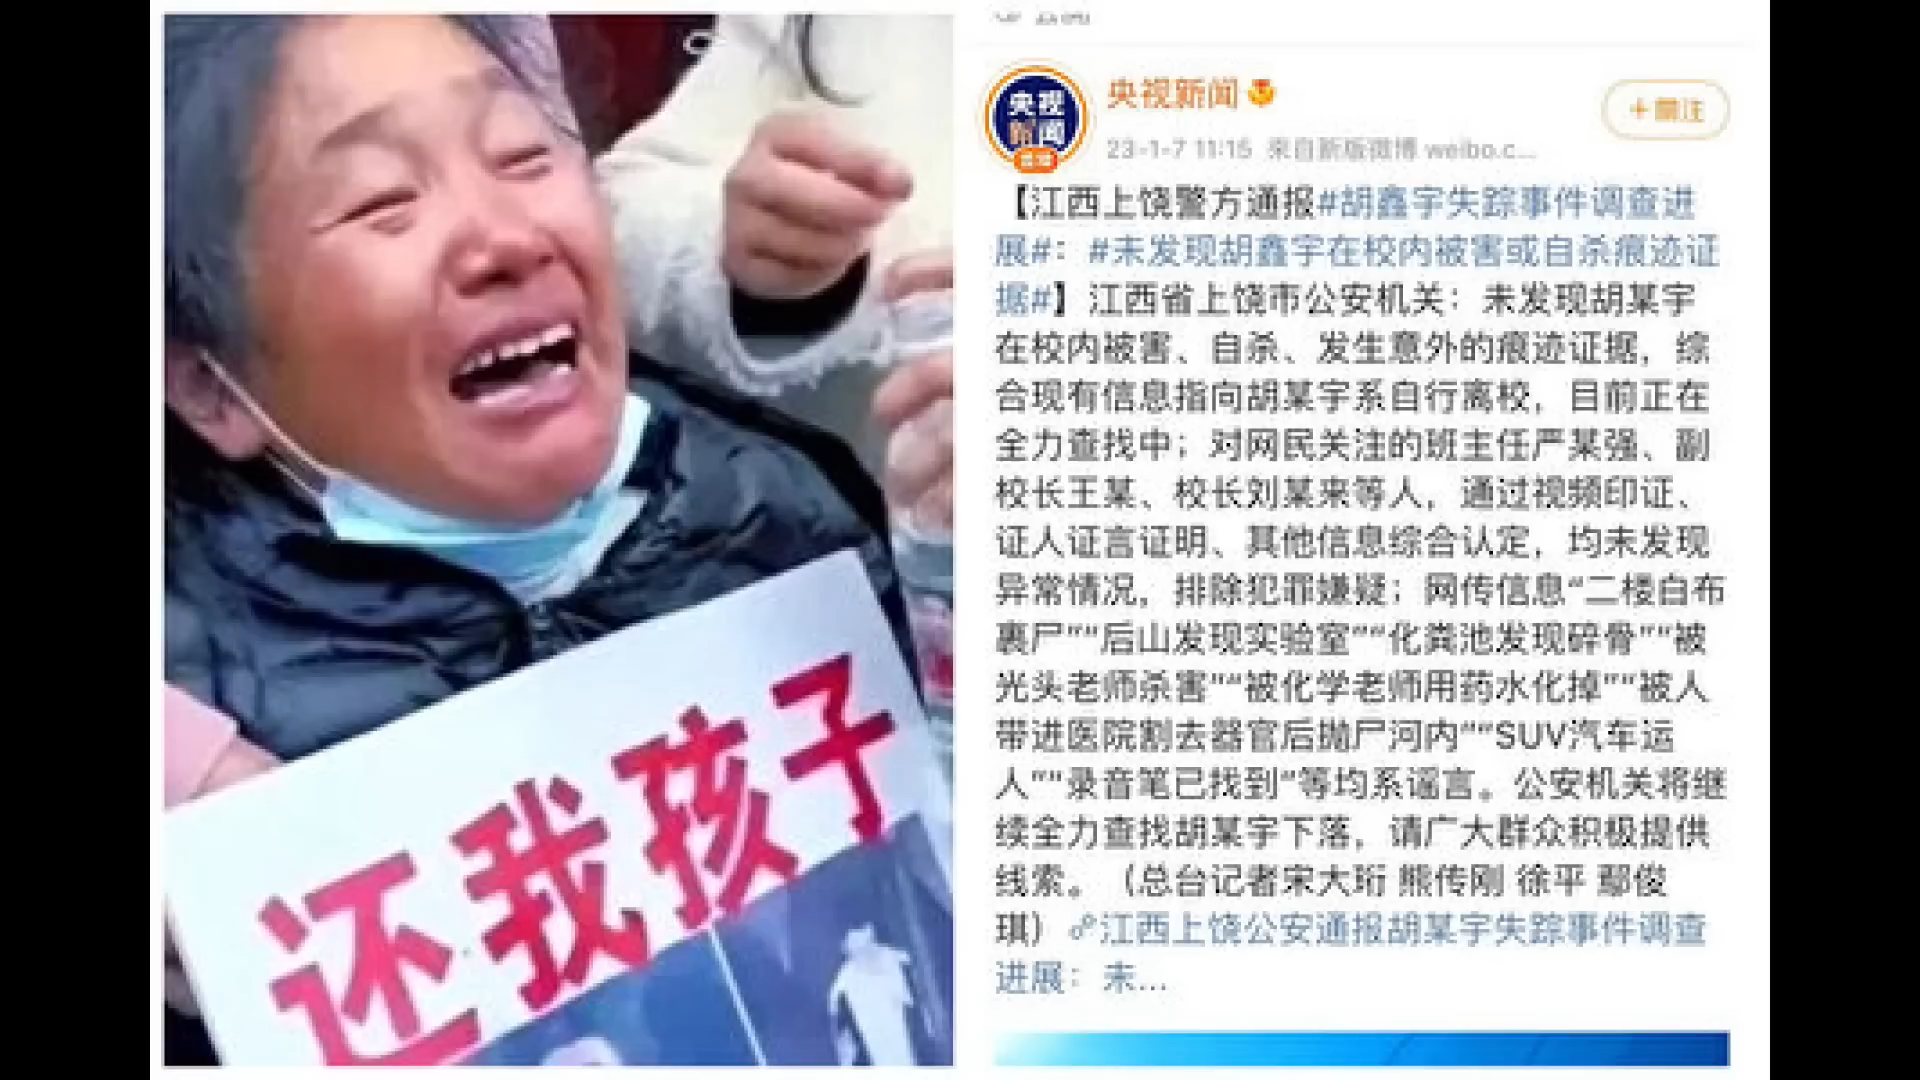 还我孩子
央视新闻
央视
新闻
+关注
23-1-7 11:15 来自新版微博 weibo.c...
【江西上饶警方通报#胡鑫宇失踪事件调查进
展#：#未发现胡鑫宇在校内被害或自杀痕迹证
据#】江西省上饶市公安机关：未发现胡某宇
在校内被害、自杀、发生意外的痕迹证据，综
合现有信息指向胡某宇系自行离校，目前正在
全力查找中；对网民关注的班主任严某强、副
校长王某、校长刘某来等人，通过视频印证、
证人证言证明、其他信息综合认定，均未发现
异常情况，排除犯罪嫌疑；网传信息“二楼白布
裹尸”“后山发现实验室”“化粪池发现碎骨”“被
光头老师杀害”“被化学老师用药水化掉”“被人
带进医院割去器官后抛尸河内”“SUV汽车运
人”“录音笔已找到”等均系谣言。公安机关将继
续全力查找胡某宇下落，请广大群众积极提供
线索。（总台记者宋大珩 熊传刚 徐平 鄢俊
琪）江西上饶公安通报胡某宇失踪事件调查
进展：未...